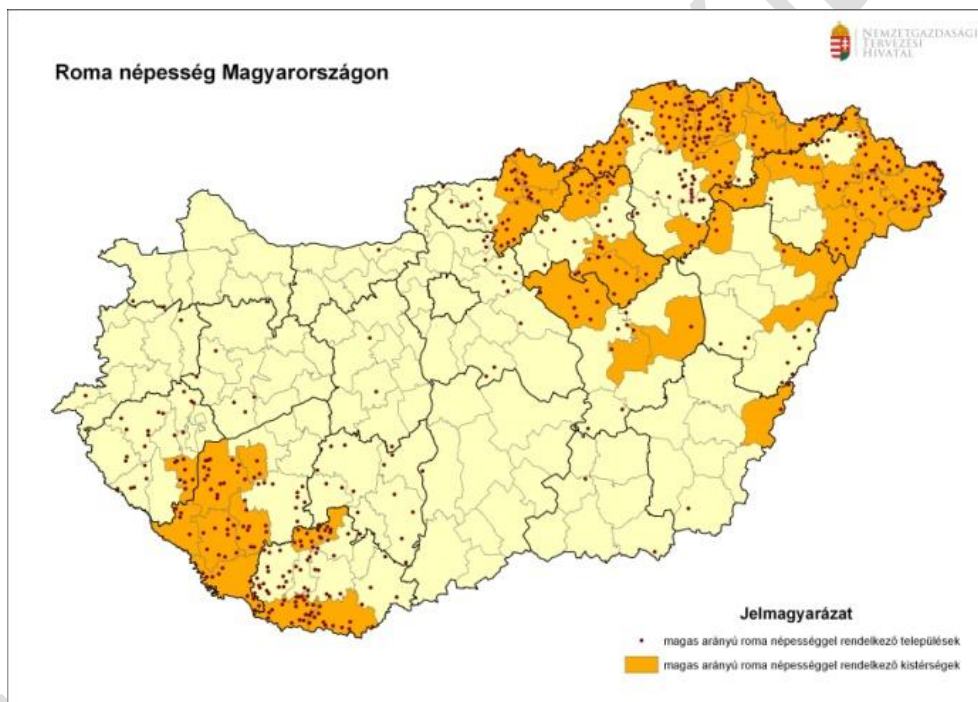 NEMZETGAZDASÁGI
TERVEZÉSI
HIVATAL
Roma népesség Magyarországon
Jelmagyarázat
magas arányú roma népességgel rendelkező települések
magas arányú roma népességgel rendelkező kistérségek